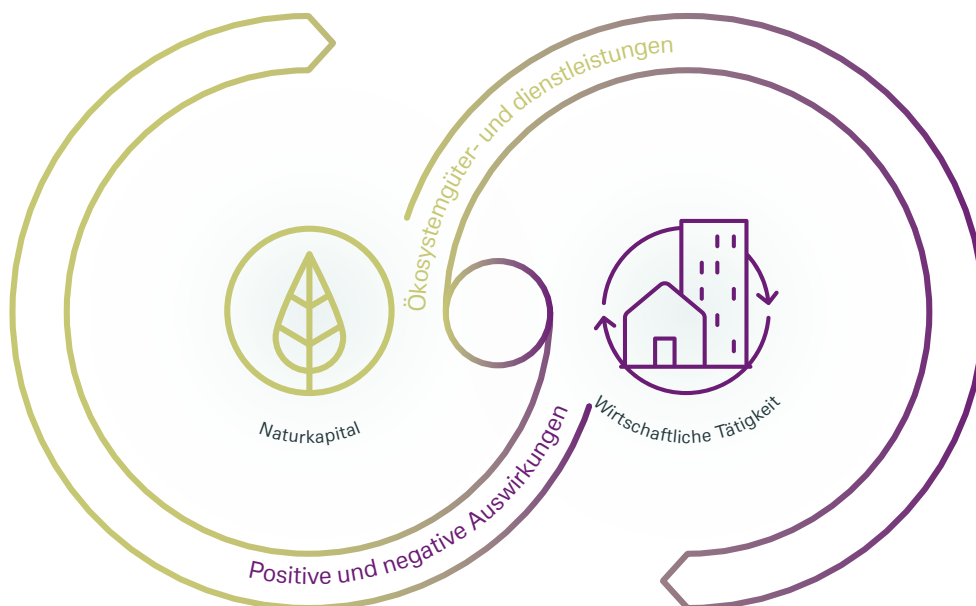 Ökosystemgüter- und dienstleistungen
Naturkapital
Wirtschaftliche Tätigkeit
Positive und negative Auswirkungen